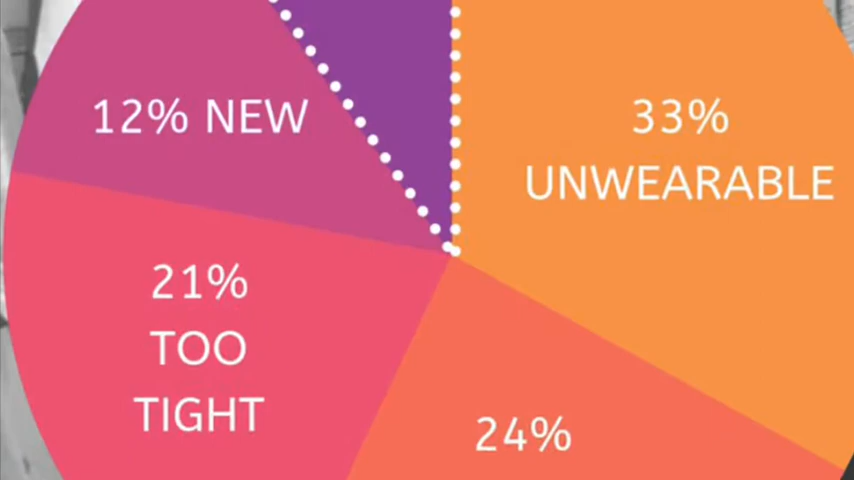 12% NEW
33%
UNWEARABLE
21%
TOO
TIGHT
24%